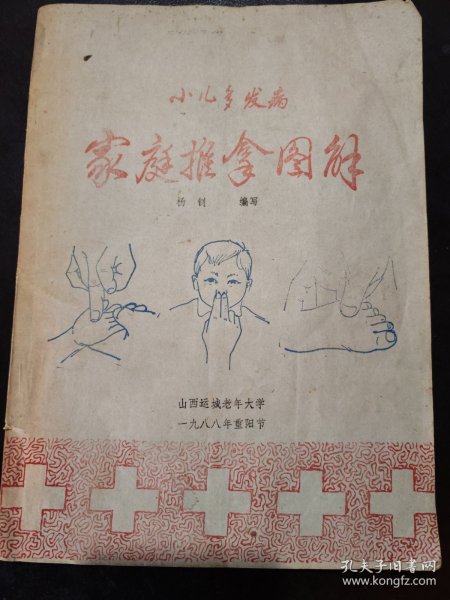 小儿多发病
家庭推拿图解
杨钊 编写
山西运城老年大学
一九八八年重阳节
孔夫子旧书网
www.kongfz.com